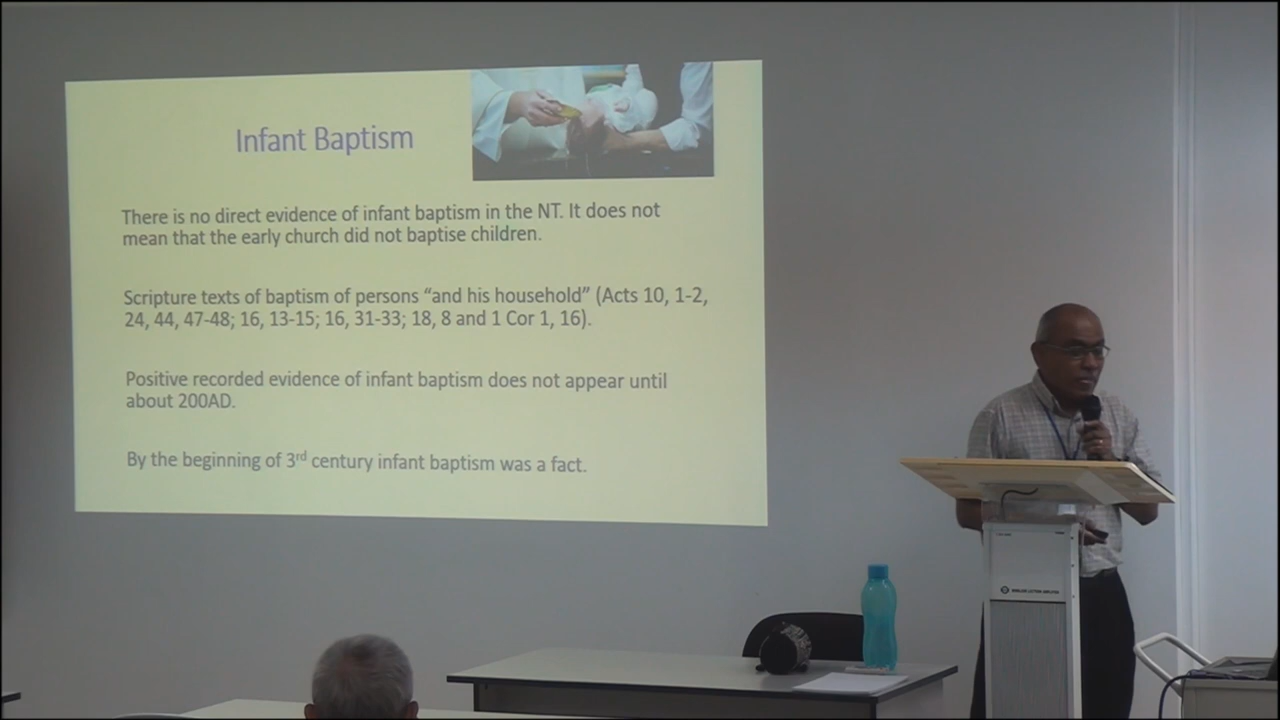 Infant Baptism
There is no direct evidence of infant baptism in the NT. It does not
mean that the early church did not baptise children.
Scripture texts of baptism of persons “and his household” (Acts 10, 1-2,
24, 44, 47-48; 16, 13-15; 16, 31-33; 18, 8 and 1 Cor 1, 16).
Positive recorded evidence of infant baptism does not appear until
about 200AD.
By the beginning of 3rd century infant baptism was a fact.